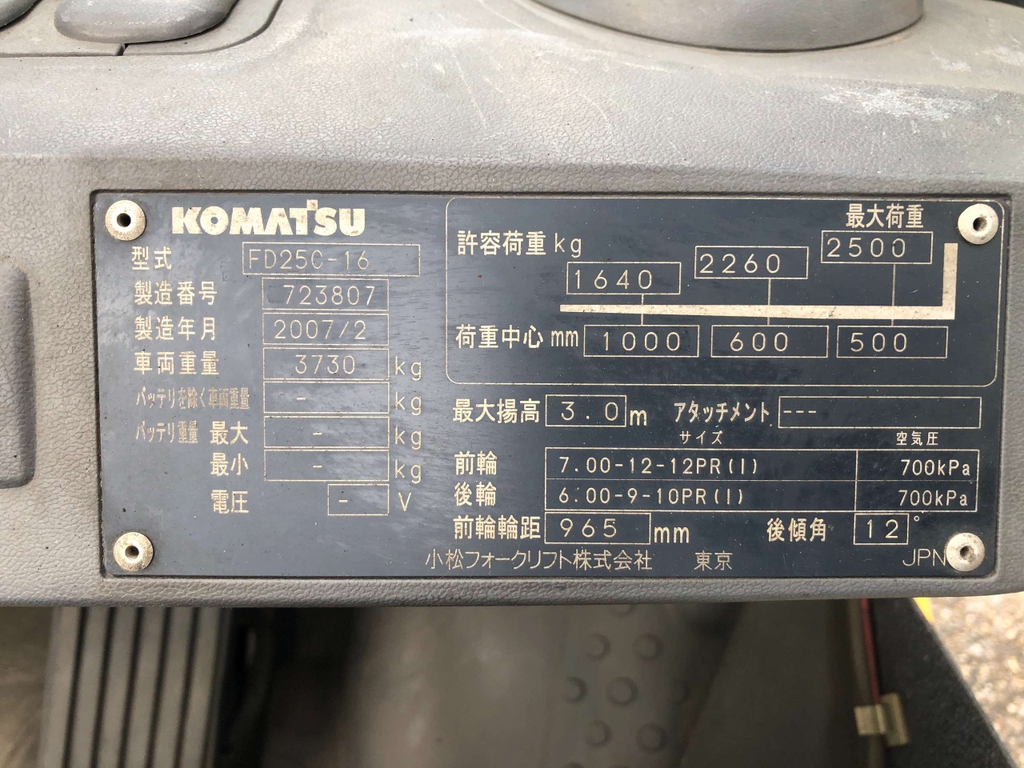 KOMATSU
型式 FD25C-16
製造番号 723807
製造年月 2007/2
車両重量 3730 kg
バッテリを除く車両重量 - kg
バッテリ重量 最大 - kg
最小 - kg
電圧 - V
最大荷重
許容荷重 kg 1640 2260 2500
荷重中心 mm 1000 600 500
最大揚高 3.0 m アタッチメント ---
サイズ 空気圧
前輪 7.00-12-12PR(I) 700kPa
後輪 6.00-9-10PR(I) 700kPa
前輪輪距 965 mm 後傾角 12°
小松フォークリフト株式会社 東京 JPN